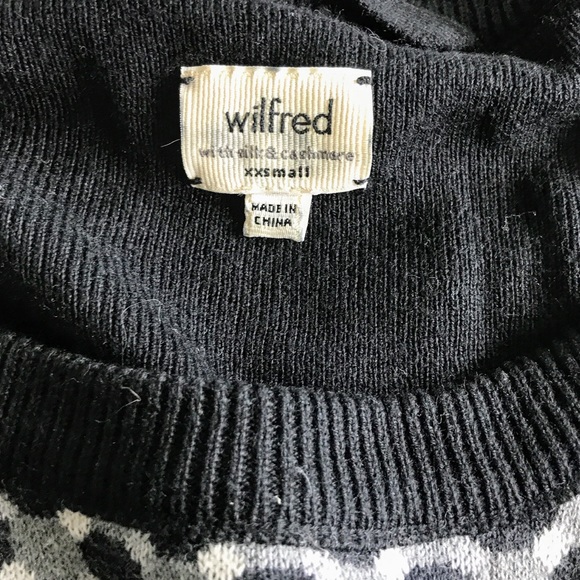 wilfred
with silk & cashmere
xxsmall
MADE IN
CHINA